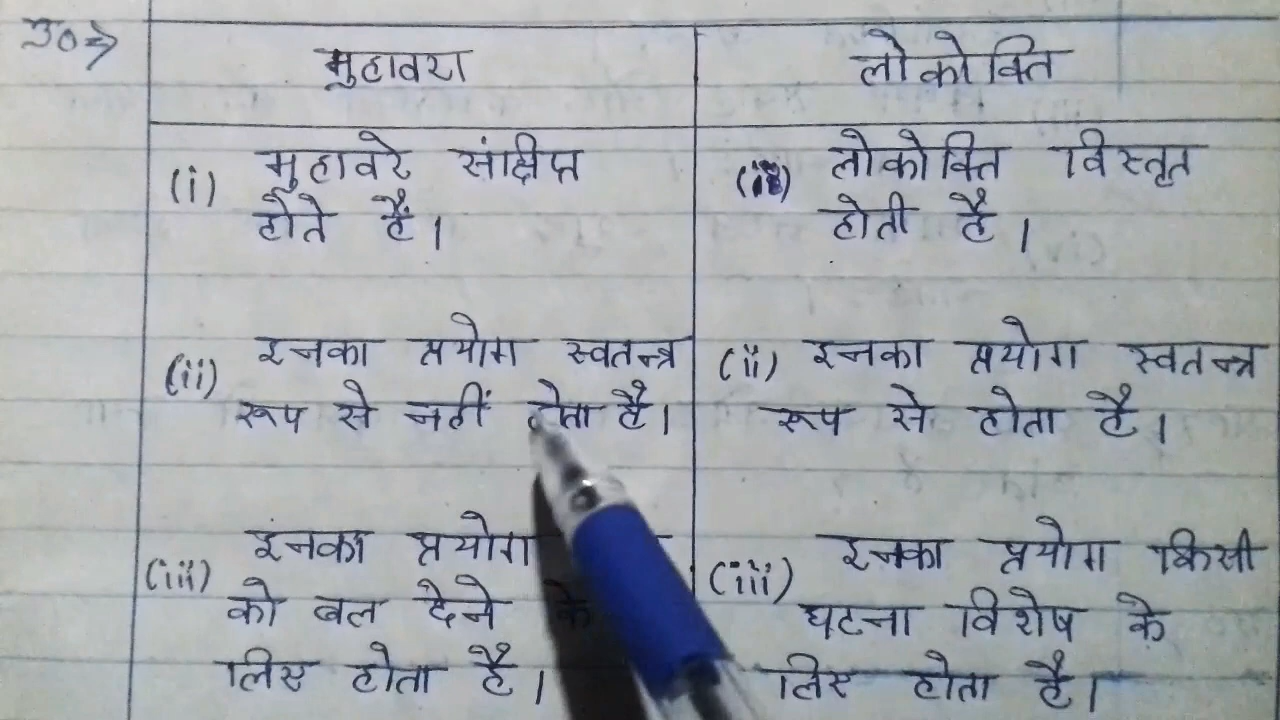 उ०⇒
मुहावरा
लोकोक्ति
(i) मुहावरे संक्षिप्त
होते हैं।
(i) लोकोक्ति विस्तृत
होती है।
(ii) इनका प्रयोग स्वतन्त्र
रूप से नहीं होता है।
(ii) इनका प्रयोग स्वतन्त्र
रूप से होता है।
(iii) इनका प्रयोग
को बल देने के
लिए होता है।
(iii) इनका प्रयोग किसी
घटना विशेष के
लिए होता है।